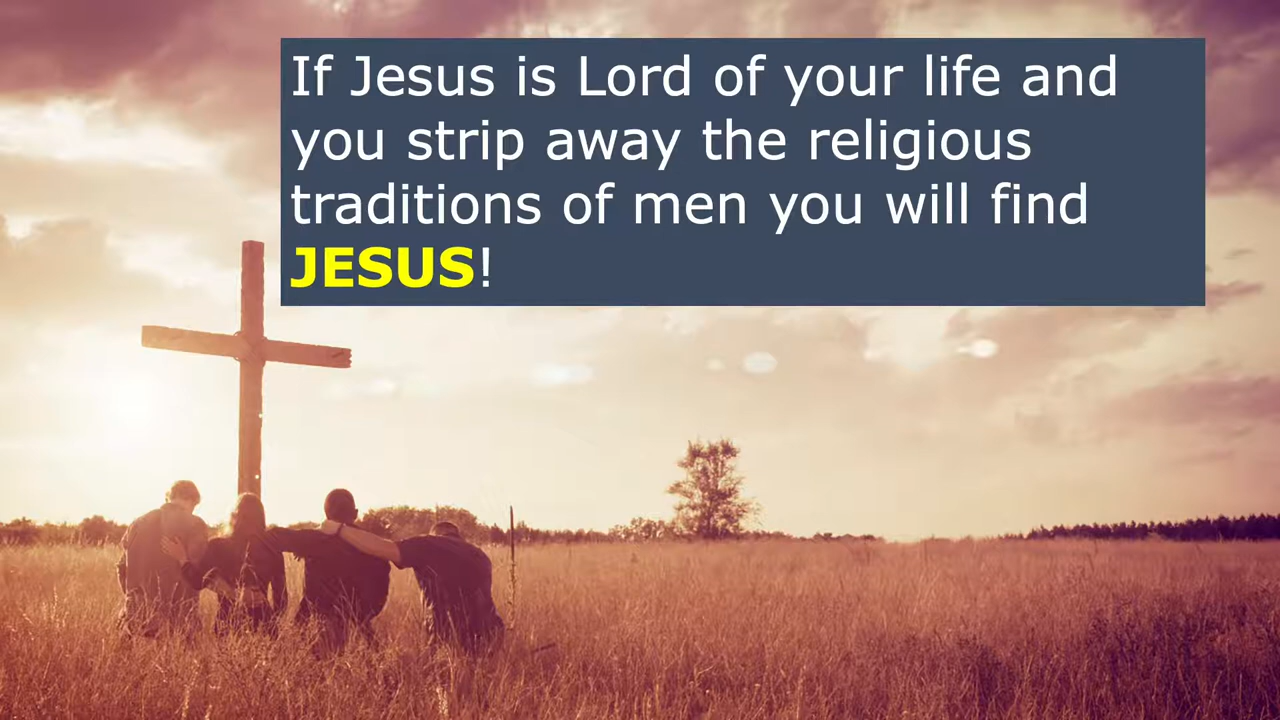 If Jesus is Lord of your life and
you strip away the religious
traditions of men you will find
JESUS!